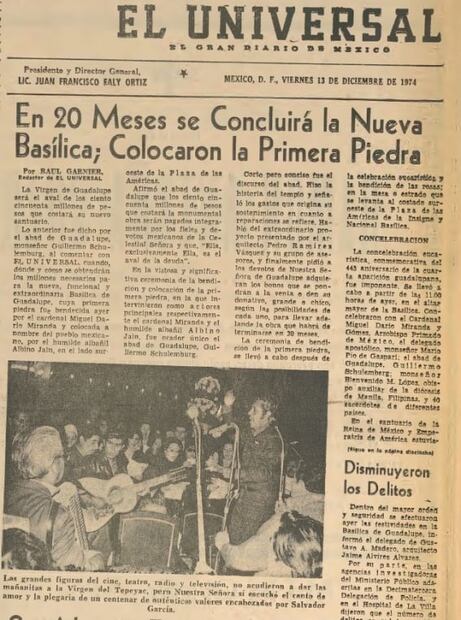 EL UNIVERSAL
EL GRAN DIARIO DE MEXICO
Presidente y Director General,
LIC. JUAN FRANCISCO EALY ORTIZ
MEXICO, D. F., VIERNES 13 DE DICIEMBRE DE 1974
En 20 Meses se Concluirá la Nueva
Basílica; Colocaron la Primera Piedra
Por RAUL GARNIER,
Redactor de EL UNIVERSAL
La Virgen de Guadalupe
será el aval de los ciento
cincuenta millones de pe-
sos que costará su nuevo
santuario.
Lo anterior fue dicho por
el abad de Guadalupe,
monseñor Guillermo Schu-
lemburg, al comentar con
EL UNIVERSAL cuándo,
dónde y cómo se obtendrán
los millones necesarios pa-
ra la nueva, funcional y
extraordinaria Basílica de
Guadalupe, cuya primera
piedra fue bendecida ayer
por el cardenal Miguel Da-
río Miranda y colocada a
nombre del pueblo mexica-
no, por el humilde albañil
Albino Jaín, en el lado sur-
oeste de la Plaza de las
Américas.
Afirmó el abad de Gua-
dalupe que los ciento cin-
cuenta millones de pesos
que costará la monumental
obra serán pagados íntegra-
mente por los fieles y de-
votos mexicanos de la Ce-
lestial Señora y que, "Ella,
exclusivamente Ella, es el
aval de la deuda".
En la vistosa y significa-
tiva ceremonia de la bendi-
ción y colocación de la pri-
mera piedra, en la que in-
tervinieron como actores
principales respectivamente
el cardenal Miranda y el
humilde albañil Albino
Jaín, fue orador único el
abad de Guadalupe, Gui-
llermo Schulemburg.
Corto pero conciso fue el
discurso del abad. Hizo la
historia del templo y seña-
ló los gastos que origina su
sostenimiento en cuanto a
reparaciones se refiere. Ha-
bló del extraordinario pro-
yecto presentado por el ar-
quitecto Pedro Ramírez
Vásquez y su grupo de ase-
sores, y finalmente pidió a
los devotos de Nuestra Se-
ñora de Guadalupe adquie-
ran los bonos que se pon-
drán a la venta o den su
donativo, grande o chico,
según las posibilidades de
cada uno, para llevar ade-
lante la obra que habrá de
terminarse en 20 meses.
La ceremonia de bendi-
ción de la primera piedra,
se llevó a cabo después de
la celebración eucarística y
la bendición de las rosas;
en la mesa o estrado que
se levanta al costado sur-
oeste de la Plaza de las
Américas de la Insigne y
Nacional Basílica.
CONCELEBRACION
La concelebración euca-
rística, conmemorativa del
443 aniversario de la cuar-
ta aparición guadalupana,
fue imponente. Se llevó a
cabo a partir de las 11:00
horas de ayer, en el altar
mayor de la Basílica. Con-
celebraron con el Cardenal
Miguel Darío Miranda y
Gómez, Arzobispo Primado
de México, el delegado
apostólico, monseñor Mario
Pío de Gaspari; el abad de
Guadalupe, Guillermo
Schulemberg; monseñor
Bienvenido M. López, obis-
po auxiliar de la diócesis
de Manila, Filipinas, y 40
sacerdotes de diferentes
países.
En el santuario de la
Reina de México y Empe-
ratriz de América estuvie-
(Sigue en la página dieciocho)
Disminuyeron
los Delitos
Dentro del mayor orden
y seguridad se efectuaron
ayer las festividades en la
Basílica de Guadalupe, in-
formó el delegado de Gus-
tavo A. Madero, arquitecto
Jaime Alvires Alvarez.
Por su parte, en las
agencias investigadoras
del Ministerio Público ads-
critas en la Decimatercera
Delegación de Policía, y en
el Hospital de La Villa
dijeron que el número de
Las grandes figuras del cine, teatro, radio y televisión, no acudieron a dar las
mañanitas a la Virgen del Tepeyac, pero Nuestra Señora sí escuchó el canto de
amor y la plegaria de un centenar de auténticos valores encabezados por Salvador
García.